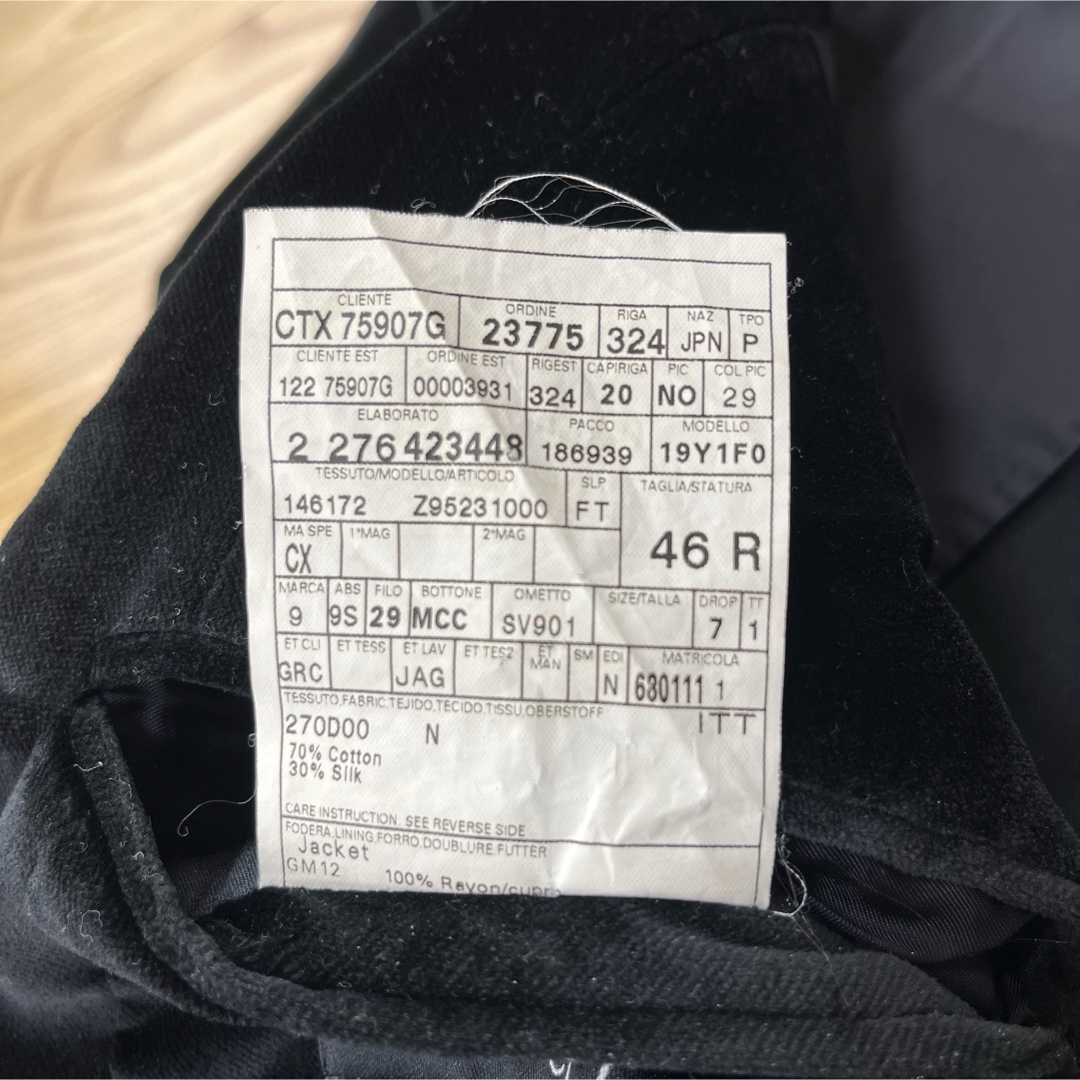 CLIENTE ORDINE RIGA NAZ TPO
CTX 75907G 23775 324 JPN P
CLIENTE EST ORDINE EST RIGEST CAPIRIGA PIC COL PIC
122 75907G 00003931 324 20 NO 29
ELABORATO PACCO MODELLO
2 276 423448 186939 19Y1F0
TESSUTO/MODELLO/ARTICOLO SLP TAGLIA/STATURA
146172 Z95231000 FT 46 R
MA SPE 1°MAG 2°MAG
CX
MARCA ABS FILO BOTTONE OMETTO SIZE/TALLA DROP TT
9 9S 29 MCC SV901 7 1
ET CLI ET TESS ET LAV ET TES2 ET MAN SM EDI MATRICOLA
GRC JAG N 680111 1
TESSUTO.FABRIC.TEJIDO.TECIDO.TISSU.OBERSTOFF
270D00 N ITT
70% Cotton
30% Silk
CARE INSTRUCTION: SEE REVERSE SIDE
FODERA.LINING.FORRO.DOUBLURE.FUTTER
Jacket
GM12 100% Rayon/cupr